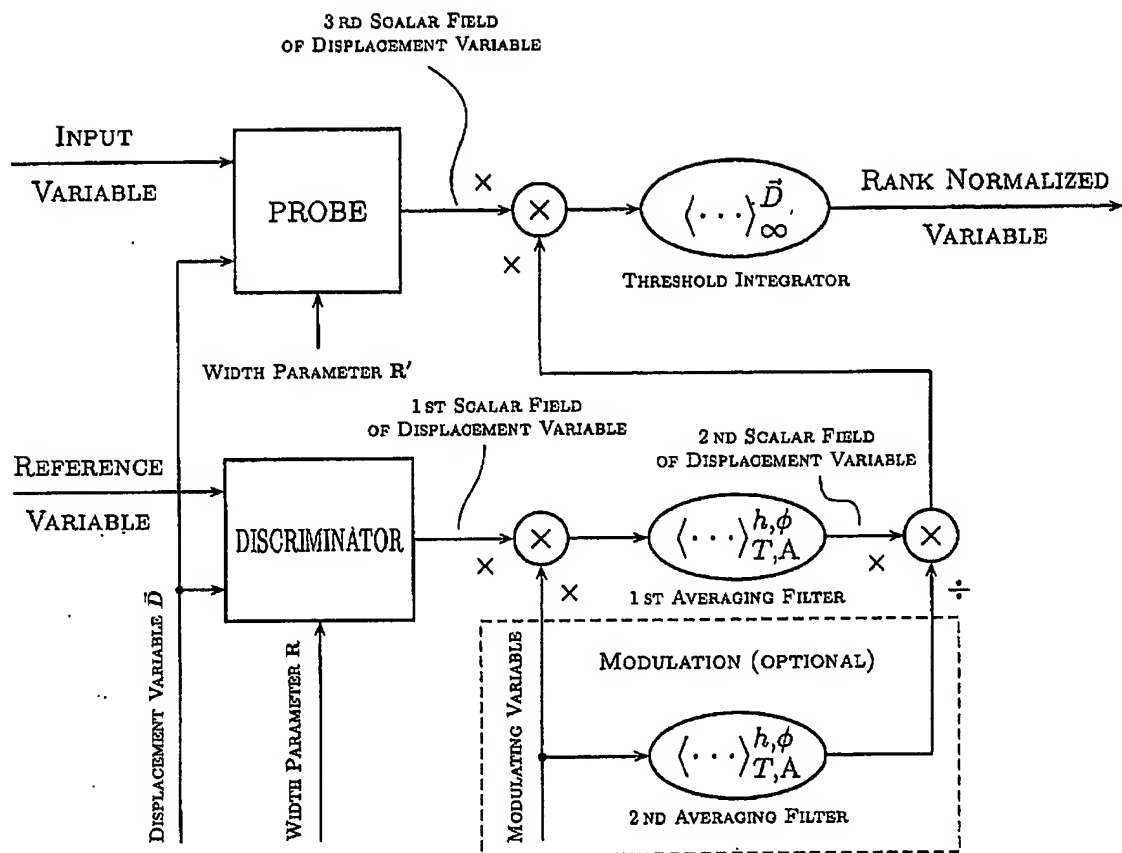 3RD SCALAR FIELD
OF DISPLACEMENT VARIABLE
INPUT
VARIABLE
PROBE
×
×
×
⟨···⟩ D⃗ ∞
THRESHOLD INTEGRATOR
RANK NORMALIZED
VARIABLE
WIDTH PARAMETER R′
1ST SCALAR FIELD
OF DISPLACEMENT VARIABLE
2ND SCALAR FIELD
OF DISPLACEMENT VARIABLE
REFERENCE
VARIABLE
DISCRIMINATOR
×
×
×
⟨···⟩ h,ϕ T,A
1ST AVERAGING FILTER
×
×
÷
DISPLACEMENT VARIABLE D⃗
WIDTH PARAMETER R
MODULATING VARIABLE
MODULATION (OPTIONAL)
⟨···⟩ h,ϕ T,A
2ND AVERAGING FILTER